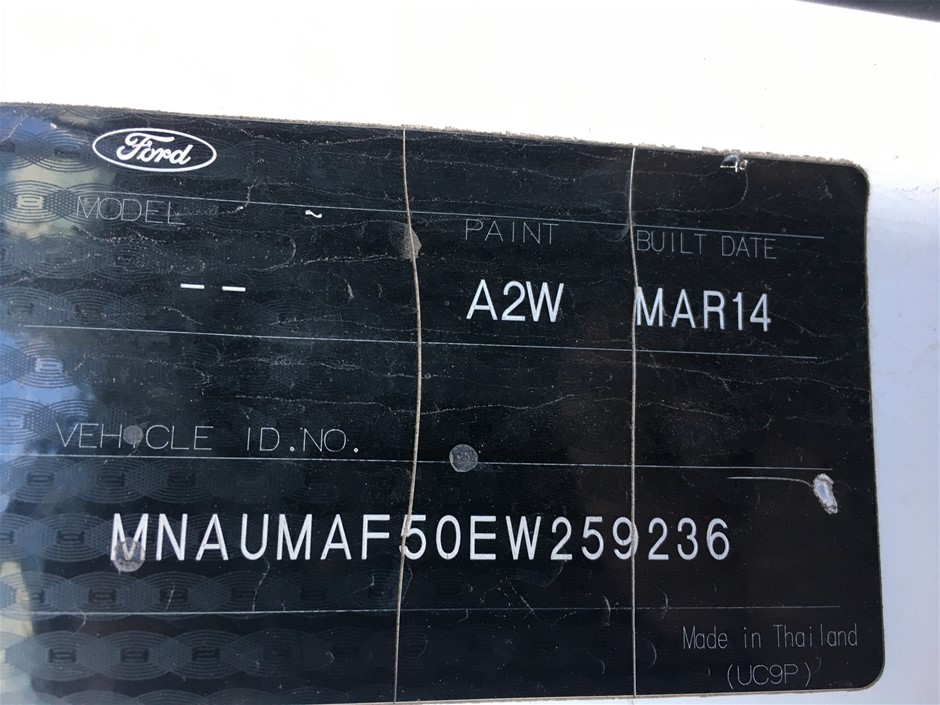 Ford
MODEL
PAINT
BUILT DATE
--
A2W
MAR14
VEHICLE ID.NO.
MNAUMAF50EW259236
Made in Thailand
(UC9P)